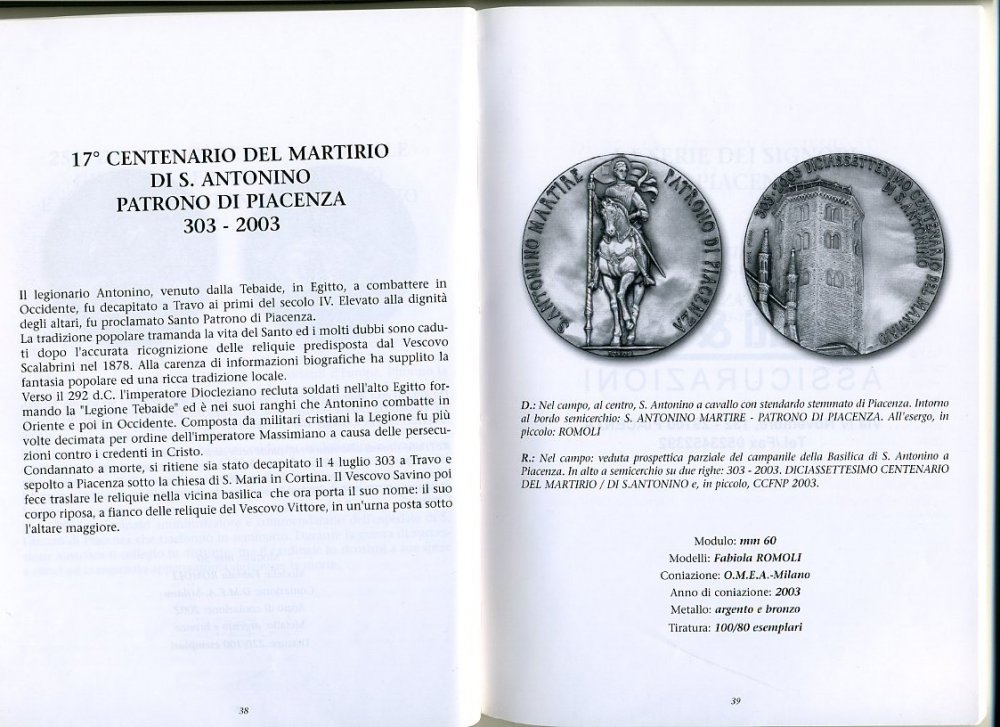 17° CENTENARIO DEL MARTIRIO
DI S. ANTONINO
PATRONO DI PIACENZA
303 - 2003
Il legionario Antonino, venuto dalla Tebaide, in Egitto, a combattere in
Occidente, fu decapitato a Travo ai primi del secolo IV. Elevato alla dignità
degli altari, fu proclamato Santo Patrono di Piacenza.
La tradizione popolare tramanda la vita del Santo ed i molti dubbi sono cadu-
ti dopo l'accurata ricognizione delle reliquie predisposta dal Vescovo
Scalabrini nel 1878. Alla carenza di informazioni biografiche ha supplito la
fantasia popolare ed una ricca tradizione locale.
Verso il 292 d.C. l'imperatore Diocleziano recluta soldati nell'alto Egitto for-
mando la "Legione Tebaide" ed è nei suoi ranghi che Antonino combatte in
Oriente e poi in Occidente. Composta da militari cristiani la Legione fu più
volte decimata per ordine dell'imperatore Massimiano a causa delle persecu-
zioni contro i credenti in Cristo.
Condannato a morte, si ritiene sia stato decapitato il 4 luglio 303 a Travo e
sepolto a Piacenza sotto la chiesa di S. Maria in Cortina. Il Vescovo Savino poi
fece traslare le reliquie nella vicina basilica che ora porta il suo nome: il suo
corpo riposa, a fianco delle reliquie del Vescovo Vittore, in un'urna posta sotto
l'altare maggiore.
38
S. ANTONINO MARTIRE PATRONO DI PIACENZA
303 - 2003 DICIASSETTESIMO CENTENARIO DEL MARTIRIO
DI S. ANTONINO
D.: Nel campo, al centro, S. Antonino a cavallo con stendardo stemmato di Piacenza. Intorno
al bordo semicerchio: S. ANTONINO MARTIRE - PATRONO DI PIACENZA. All'esergo, in
piccolo: ROMOLI
R.: Nel campo: veduta prospettica parziale del campanile della Basilica di S. Antonino a
Piacenza. In alto a semicerchio su due righe: 303 - 2003. DICIASSETTESIMO CENTENARIO
DEL MARTIRIO / DI S.ANTONINO e, in piccolo, CCFNP 2003.
Modulo: mm 60
Modelli: Fabiola ROMOLI
Coniazione: O.M.E.A.-Milano
Anno di coniazione: 2003
Metallo: argento e bronzo
Tiratura: 100/80 esemplari
39